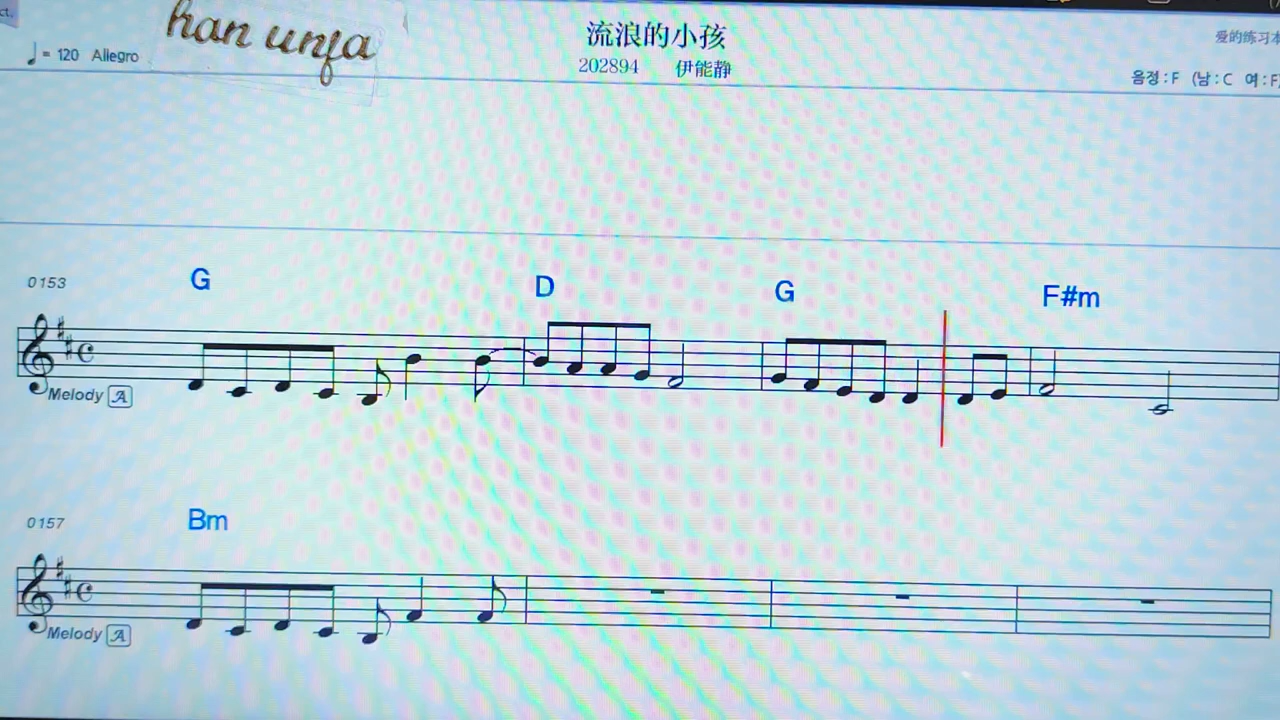 ct.
han unja
♩ = 120 Allegro
流浪的小孩
202894 伊能静
爱的练习本
음정 : F (남 : C 여 : F)
0153
G D G F#m
Melody A
0157
Bm
Melody A